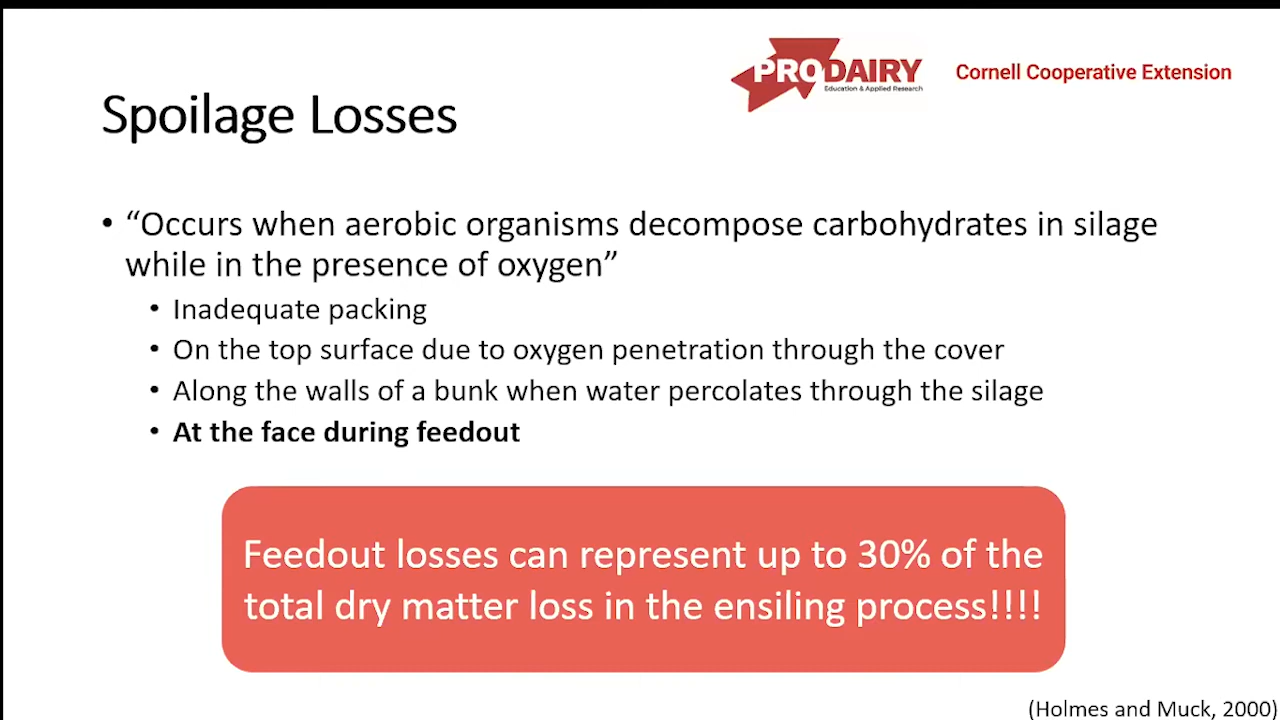 PRODAIRY
Education & Applied Research
Cornell Cooperative Extension
Spoilage Losses
• “Occurs when aerobic organisms decompose carbohydrates in silage
while in the presence of oxygen”
• Inadequate packing
• On the top surface due to oxygen penetration through the cover
• Along the walls of a bunk when water percolates through the silage
• At the face during feedout
Feedout losses can represent up to 30% of the
total dry matter loss in the ensiling process!!!!
(Holmes and Muck, 2000)